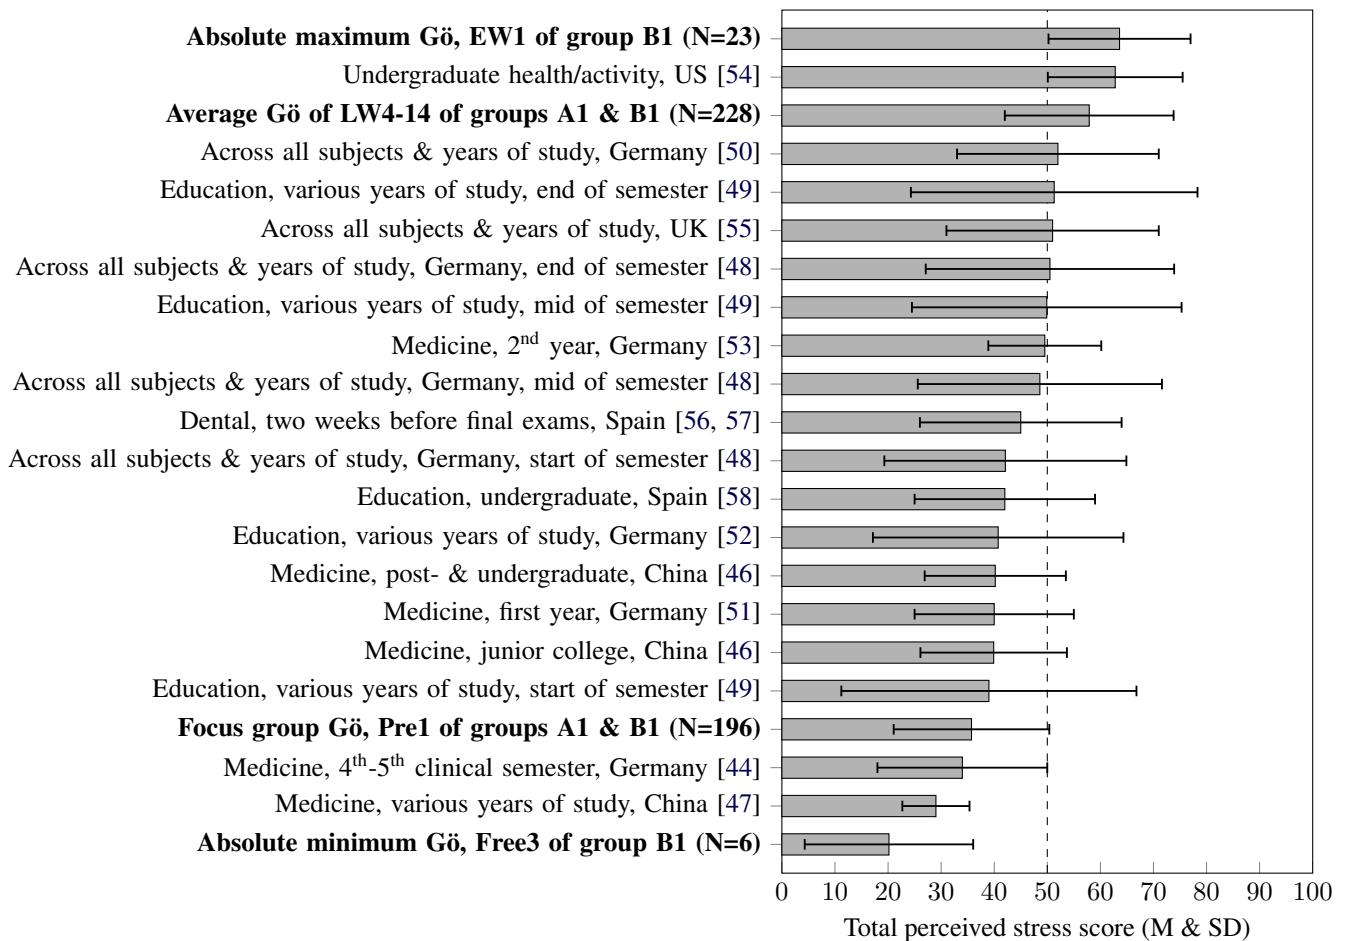 Absolute maximum Gö, EW1 of group B1 (N=23)
Undergraduate health/activity, US [54]
Average Gö of LW4-14 of groups A1 & B1 (N=228)
Across all subjects & years of study, Germany [50]
Education, various years of study, end of semester [49]
Across all subjects & years of study, UK [55]
Across all subjects & years of study, Germany, end of semester [48]
Education, various years of study, mid of semester [49]
Medicine, 2nd year, Germany [53]
Across all subjects & years of study, Germany, mid of semester [48]
Dental, two weeks before final exams, Spain [56, 57]
Across all subjects & years of study, Germany, start of semester [48]
Education, undergraduate, Spain [58]
Education, various years of study, Germany [52]
Medicine, post- & undergraduate, China [46]
Medicine, first year, Germany [51]
Medicine, junior college, China [46]
Education, various years of study, start of semester [49]
Focus group Gö, Pre1 of groups A1 & B1 (N=196)
Medicine, 4th-5th clinical semester, Germany [44]
Medicine, various years of study, China [47]
Absolute minimum Gö, Free3 of group B1 (N=6)
0 10 20 30 40 50 60 70 80 90 100
Total perceived stress score (M & SD)